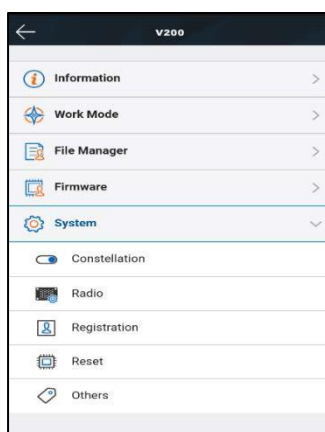 V200
Information
Work Mode
File Manager
Firmware
System
Constellation
Radio
Registration
Reset
Others